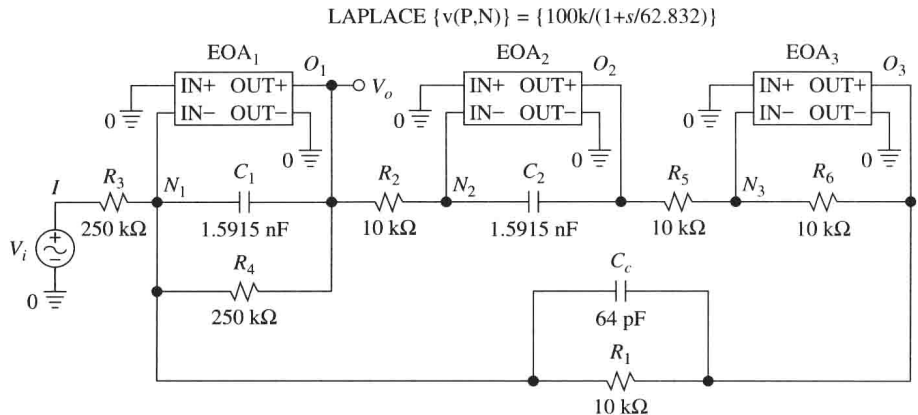 LAPLACE {v(P,N)} = {100k/(1+s/62.832)}
EOA₁ O₁ EOA₂ O₂ EOA₃ O₃
IN+ OUT+ Vₒ IN+ OUT+ IN+ OUT+
0 IN− OUT− 0 IN− OUT− 0 IN− OUT−
0 0 0
I R₃ N₁ C₁ R₂ N₂ C₂ R₅ N₃ R₆
250 kΩ 1.5915 nF 10 kΩ 1.5915 nF 10 kΩ 10 kΩ
Vᵢ + −
R₄ C_c
0 250 kΩ 64 pF
R₁
10 kΩ